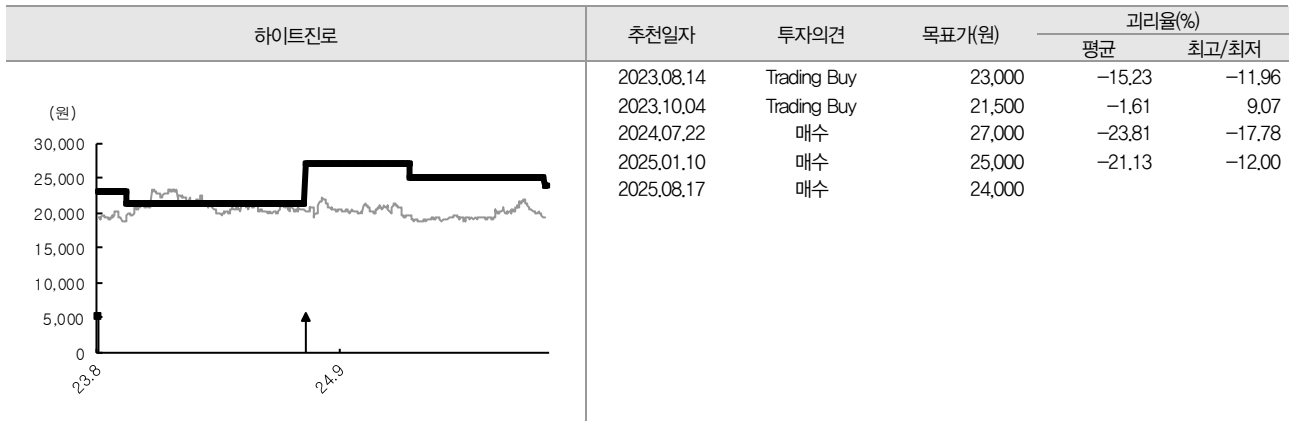 하이트진로
추천일자 투자의견 목표가(원) 괴리율(%)
평균 최고/최저
2023.08.14 Trading Buy 23,000 -15.23 -11.96
2023.10.04 Trading Buy 21,500 -1.61 9.07
2024.07.22 매수 27,000 -23.81 -17.78
2025.01.10 매수 25,000 -21.13 -12.00
2025.08.17 매수 24,000
(원)
30,000
25,000
20,000
15,000
10,000
5,000
0
23.8 24.9